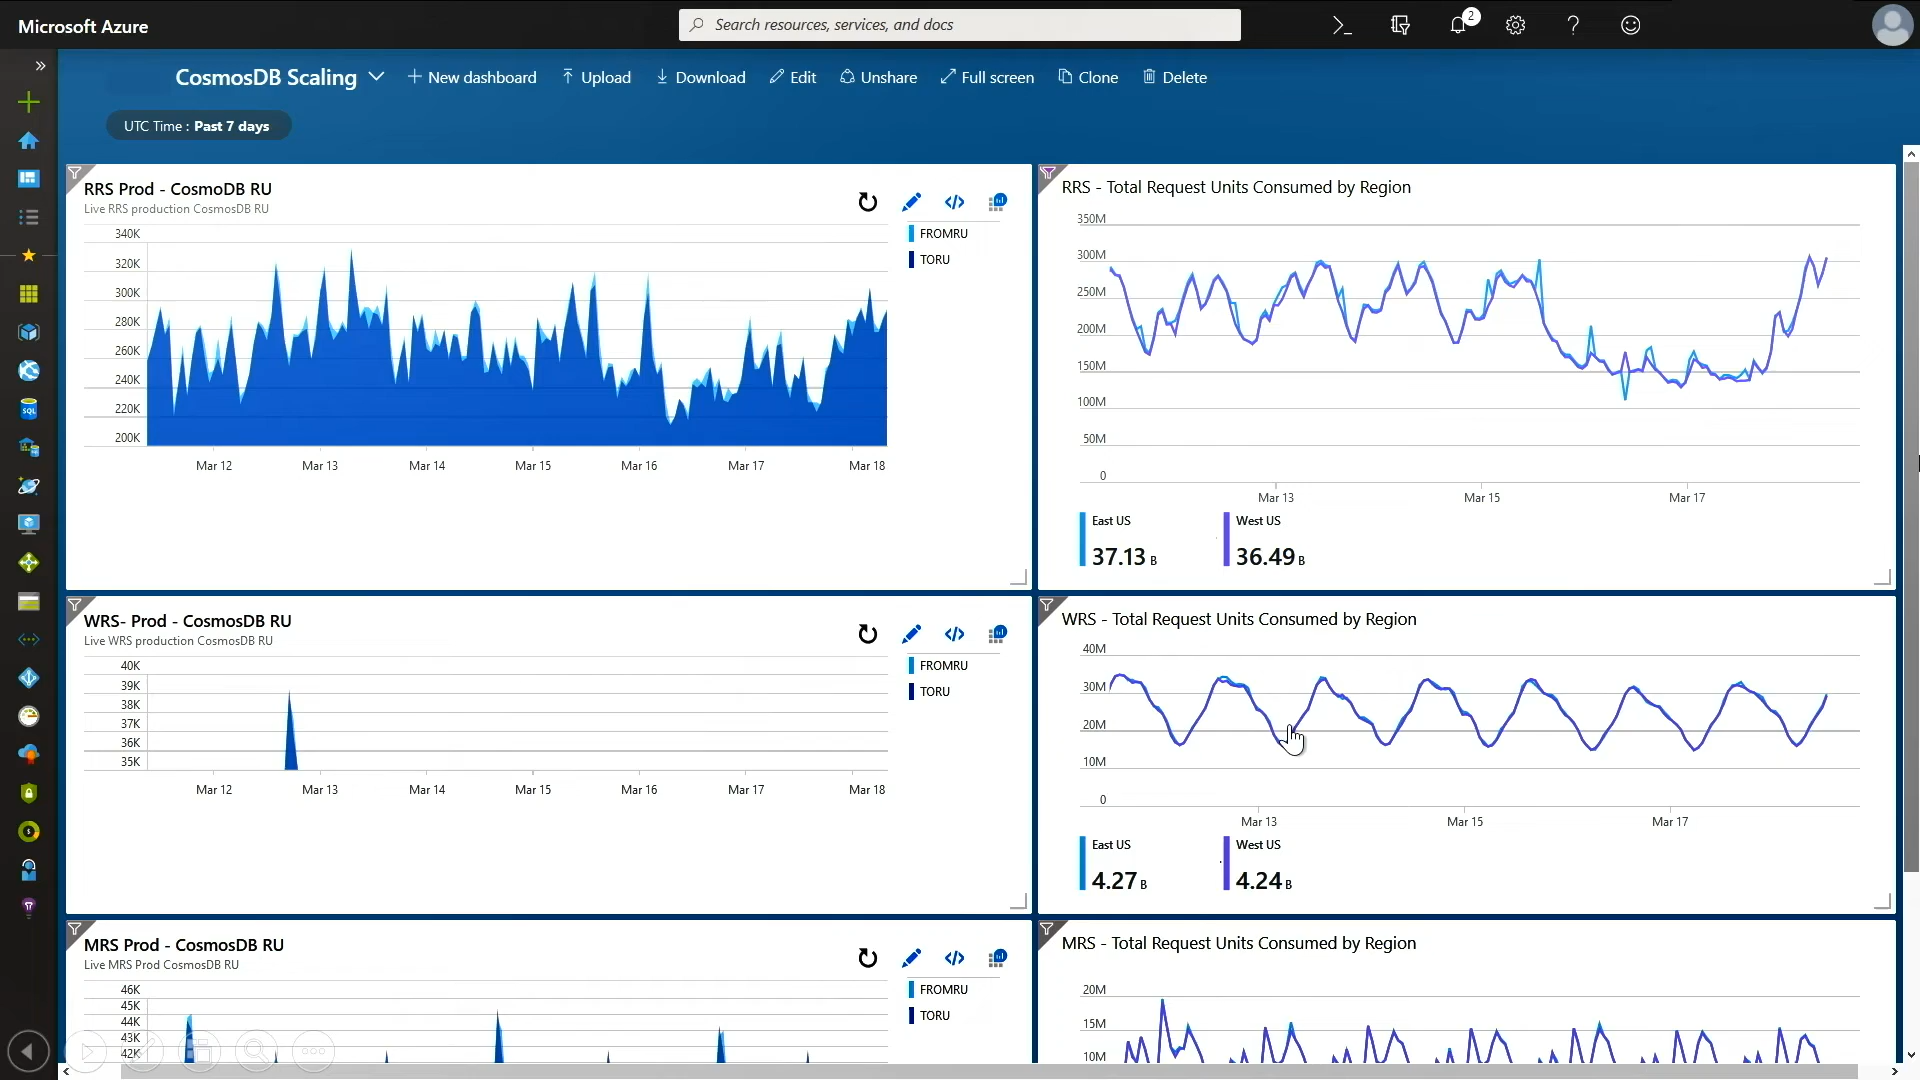 Microsoft Azure
Search resources, services, and docs
2
CosmosDB Scaling
New dashboard
Upload
Download
Edit
Unshare
Full screen
Clone
Delete
UTC Time : Past 7 days
RRS Prod - CosmoDB RU
Live RRS production CosmosDB RU
FROMRU
TORU
340K
320K
300K
280K
260K
240K
220K
200K
Mar 12 Mar 13 Mar 14 Mar 15 Mar 16 Mar 17 Mar 18
RRS - Total Request Units Consumed by Region
350M
300M
250M
200M
150M
100M
50M
0
Mar 13 Mar 15 Mar 17
East US West US
37.13 B 36.49 B
WRS- Prod - CosmosDB RU
Live WRS production CosmosDB RU
FROMRU
TORU
40K
39K
38K
37K
36K
35K
Mar 12 Mar 13 Mar 14 Mar 15 Mar 16 Mar 17 Mar 18
WRS - Total Request Units Consumed by Region
40M
30M
20M
10M
0
Mar 13 Mar 15 Mar 17
East US West US
4.27 B 4.24 B
MRS Prod - CosmosDB RU
Live MRS Prod CosmosDB RU
FROMRU
TORU
46K
45K
44K
43K
42K
MRS - Total Request Units Consumed by Region
20M
15M
10M
SQL